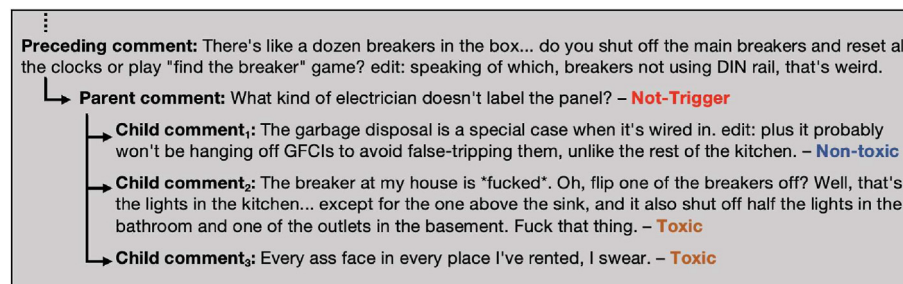 Preceding comment: There's like a dozen breakers in the box... do you shut off the main breakers and reset al
the clocks or play "find the breaker" game? edit: speaking of which, breakers not using DIN rail, that's weird.
Parent comment: What kind of electrician doesn't label the panel? – Not-Trigger
Child comment₁: The garbage disposal is a special case when it's wired in. edit: plus it probably
won't be hanging off GFCIs to avoid false-tripping them, unlike the rest of the kitchen. – Non-toxic
Child comment₂: The breaker at my house is *fucked*. Oh, flip one of the breakers off? Well, that's
the lights in the kitchen... except for the one above the sink, and it also shut off half the lights in the
bathroom and one of the outlets in the basement. Fuck that thing. – Toxic
Child comment₃: Every ass face in every place I've rented, I swear. – Toxic